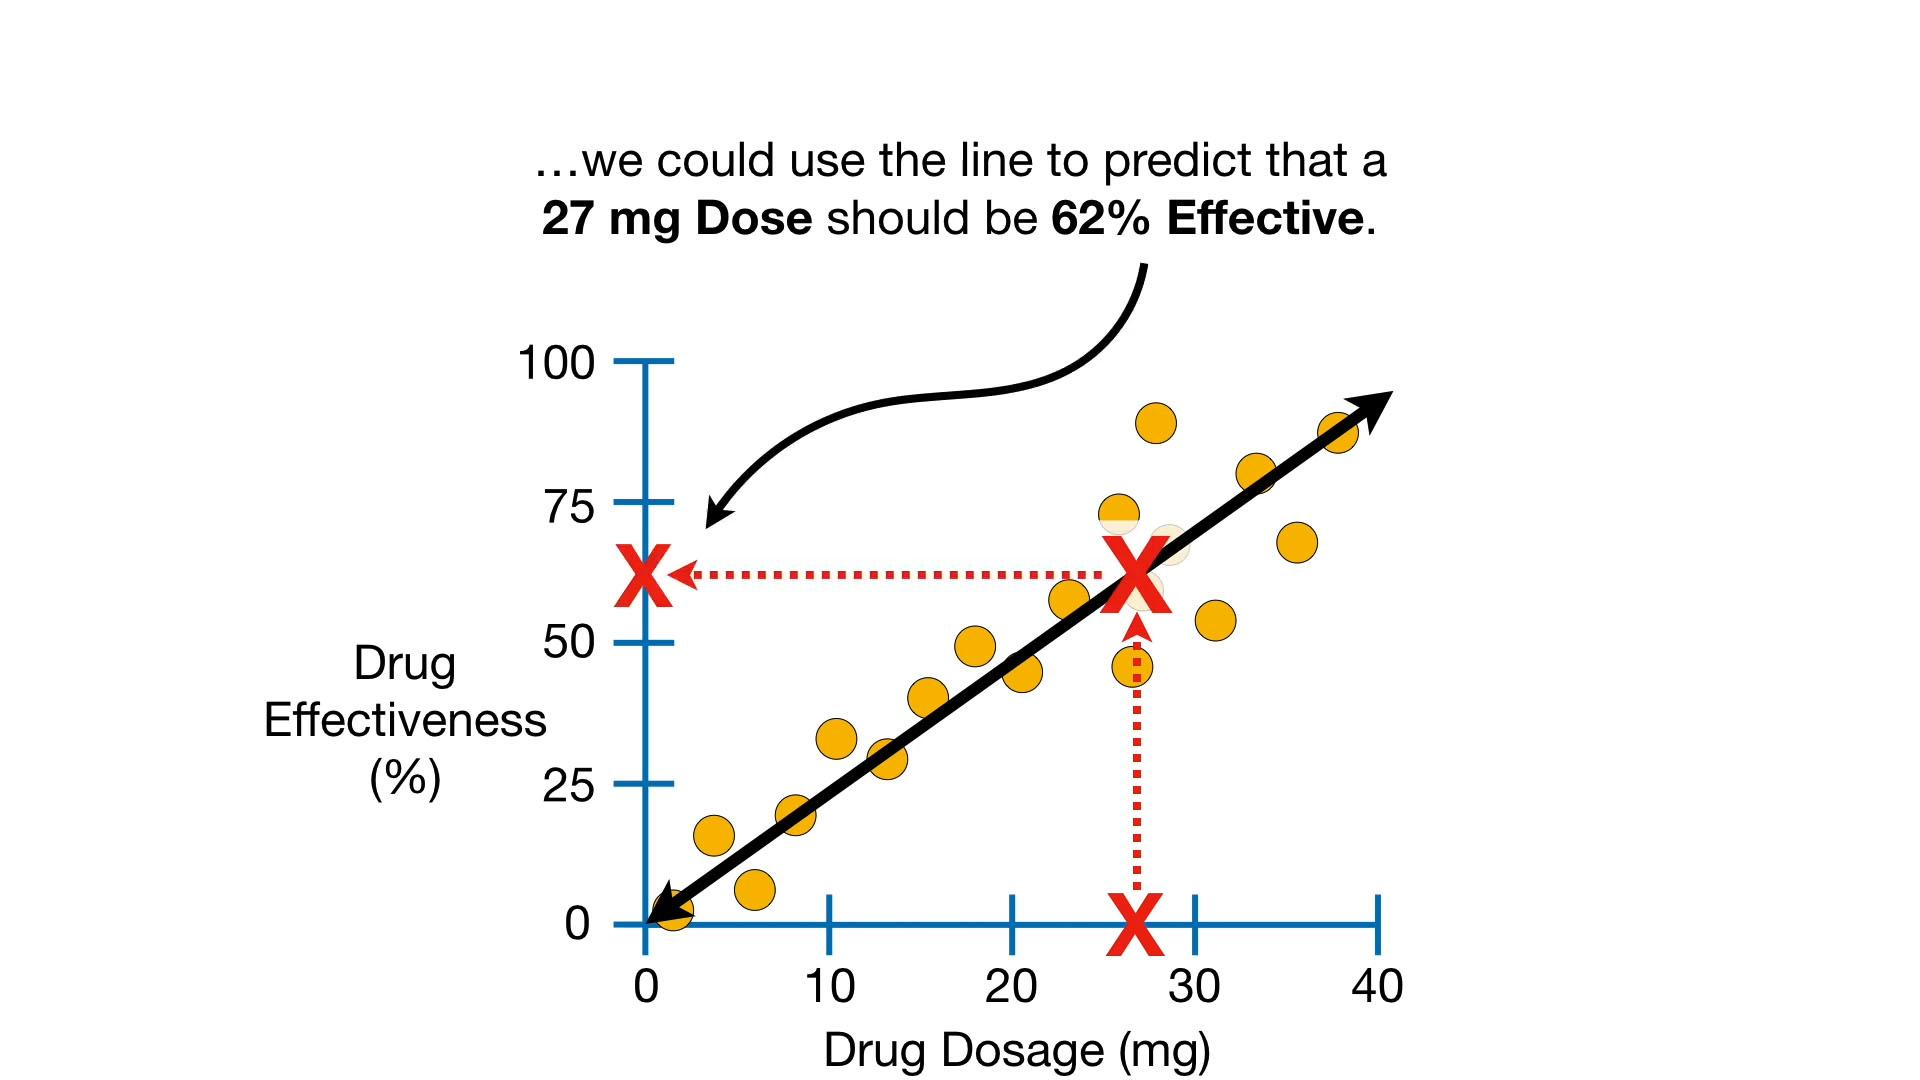 ...we could use the line to predict that a
27 mg Dose should be 62% Effective.
100
75
50
25
0
Drug
Effectiveness
(%)
X
X
X
0 10 20 30 40
Drug Dosage (mg)